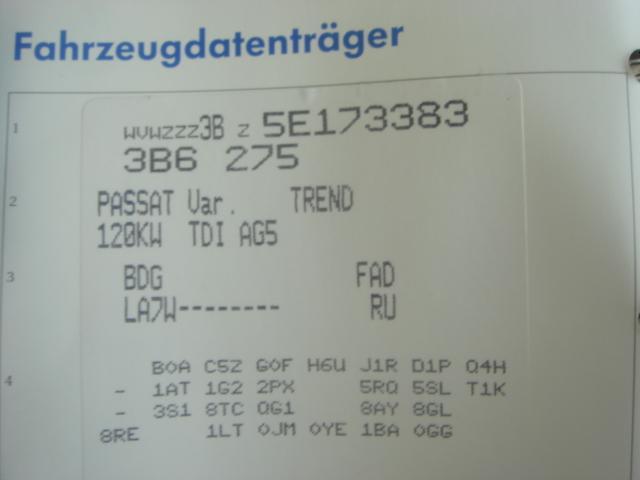 Fahrzeugdatenträger
1
WVWZZZ3B Z 5E173383
3B6 275
2
PASSAT Var. TREND
120KW TDI AG5
3
BDG FAD
LA7W-------- RU
4
B0A C5Z G0F H6U J1R D1P Q4H
- 1AT 1G2 2PX 5RQ 5SL T1K
- 3S1 8TC QG1 8AY 8GL
8RE 1LT 0JM 0YE 1BA 0GG